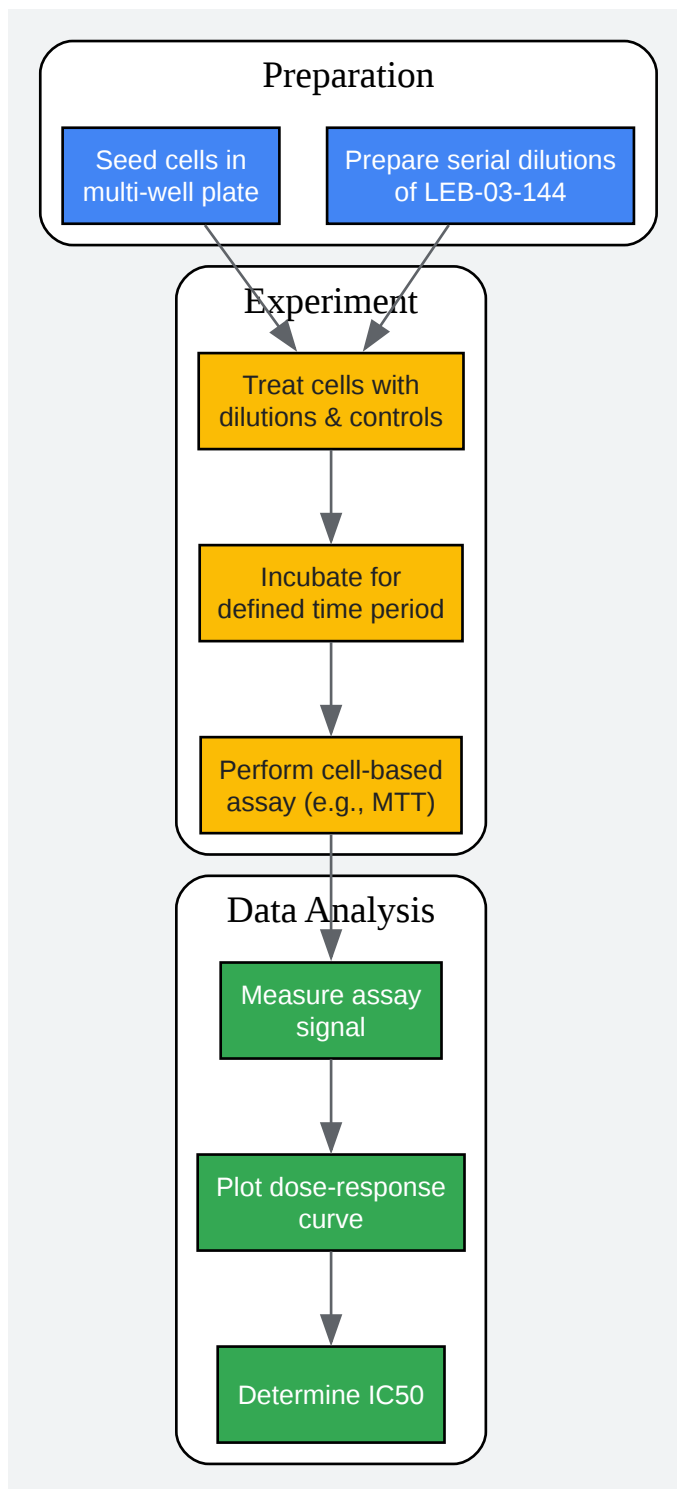 Preparation
Seed cells in
multi-well plate
Prepare serial dilutions
of LEB-03-144
Experiment
Treat cells with
dilutions & controls
Incubate for
defined time period
Perform cell-based
assay (e.g., MTT)
Data Analysis
Measure assay
signal
Plot dose-response
curve
Determine IC50